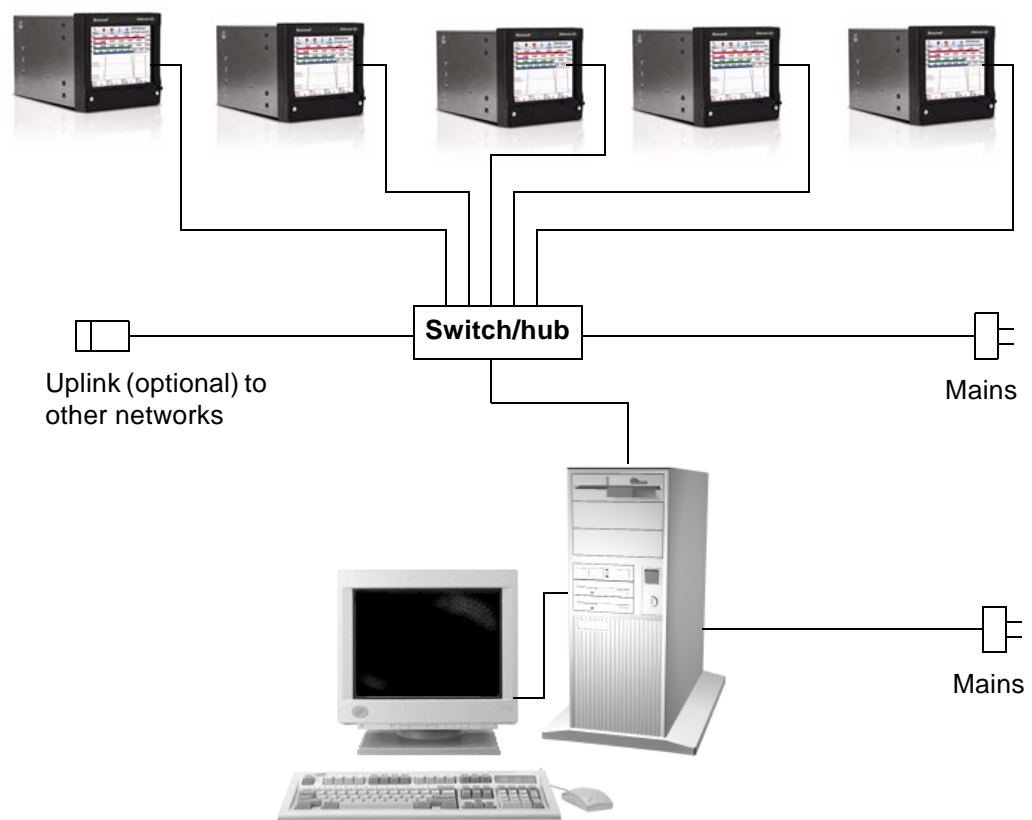 Switch/hub
Uplink (optional) to
other networks
Mains
Mains